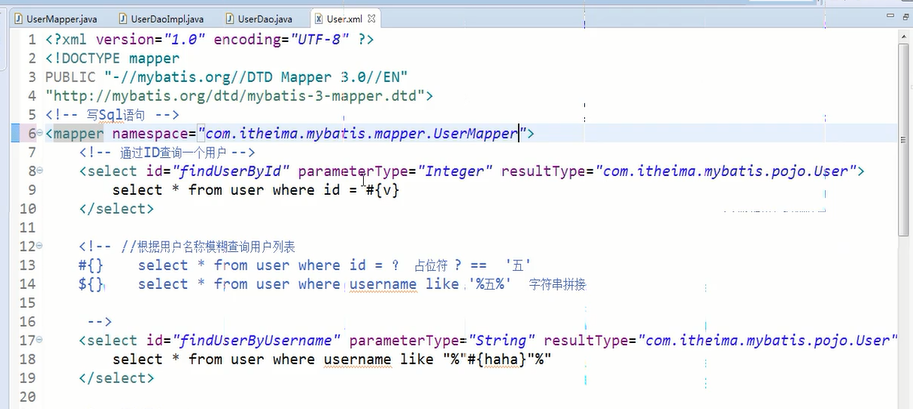 UserMapper.java UserDaoImpl.java UserDao.java User.xml
1 <?xml version="1.0" encoding="UTF-8" ?>
2 <!DOCTYPE mapper
3 PUBLIC "-//mybatis.org//DTD Mapper 3.0//EN"
4 "http://mybatis.org/dtd/mybatis-3-mapper.dtd">
5 <!-- 写Sql语句 -->
6 <mapper namespace="com.itheima.mybatis.mapper.UserMapper">
7 <!-- 通过ID查询一个用户 -->
8 <select id="findUserById" parameterType="Integer" resultType="com.itheima.mybatis.pojo.User">
9 select * from user where id = #{v}
10 </select>
11
12 <!-- //根据用户名称模糊查询用户列表
13 #{} select * from user where id = ? 占位符 ? == '五'
14 ${} select * from user where username like '%五%' 字符串拼接
15
16 -->
17 <select id="findUserByUsername" parameterType="String" resultType="com.itheima.mybatis.pojo.User"
18 select * from user where username like "%"#{haha}"%"
19 </select>
20